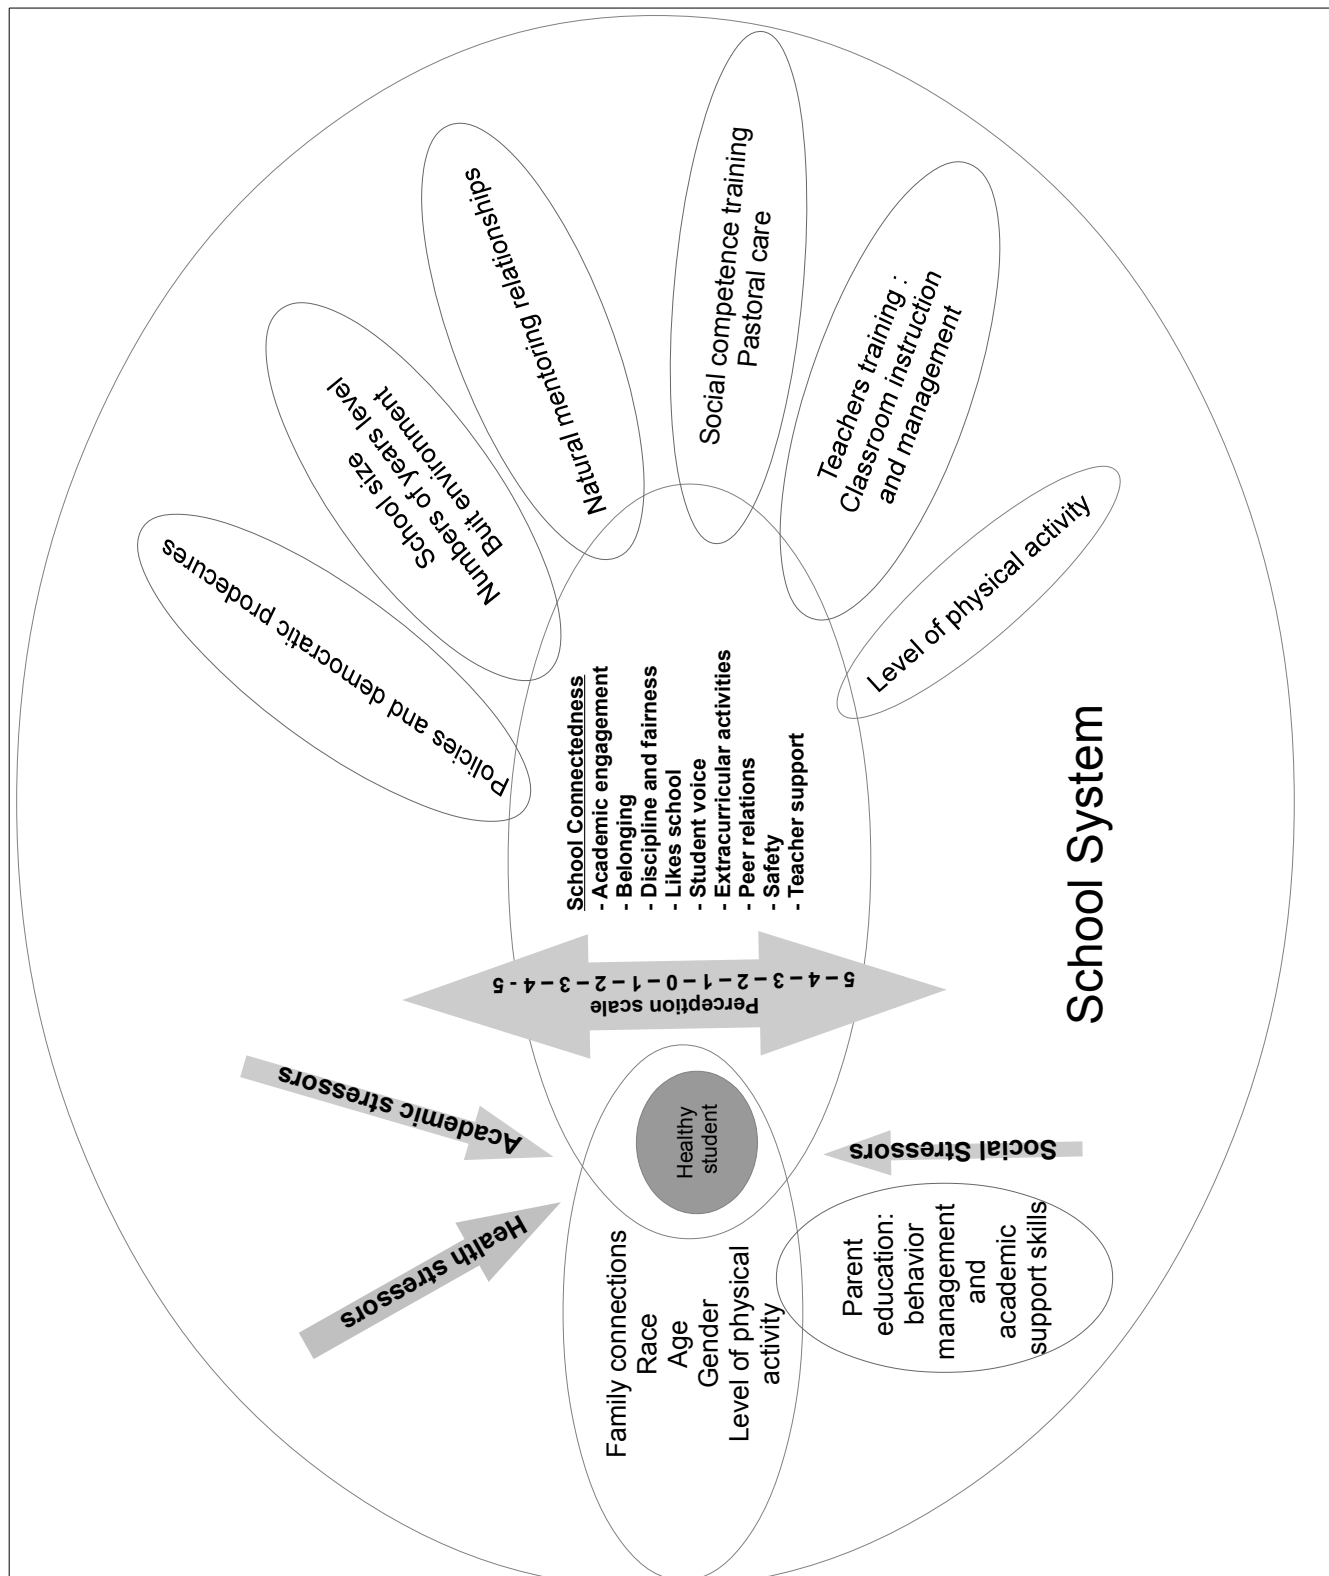 Policies and democratic prodecures
School size
Numbers of years level
Buit environment
Natural mentoring relationships
Social competence training
Pastoral care
Teachers training :
Classroom instruction
and management
Level of physical activity
School Connectedness
- Academic engagement
- Belonging
- Discipline and fairness
- Likes school
- Student voice
- Extracurricular activities
- Peer relations
- Safety
- Teacher support
5 – 4 – 3 – 2 – 1 – 0 – 1 – 2 – 3 – 4 - 5
Perception scale
Academic stressors
Health stressors
Social Stressors
Healthy
student
Family connections
Race
Age
Gender
Level of physical
activity
Parent
education:
behavior
management
and
academic
support skills
School System